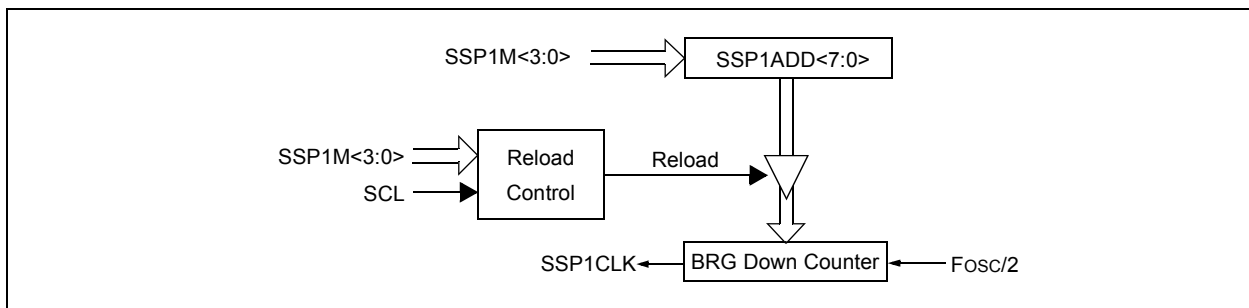 SSP1M<3:0>
SSP1ADD<7:0>
SSP1M<3:0>
SCL
Reload
Control
Reload
SSP1CLK
BRG Down Counter
FOSC/2